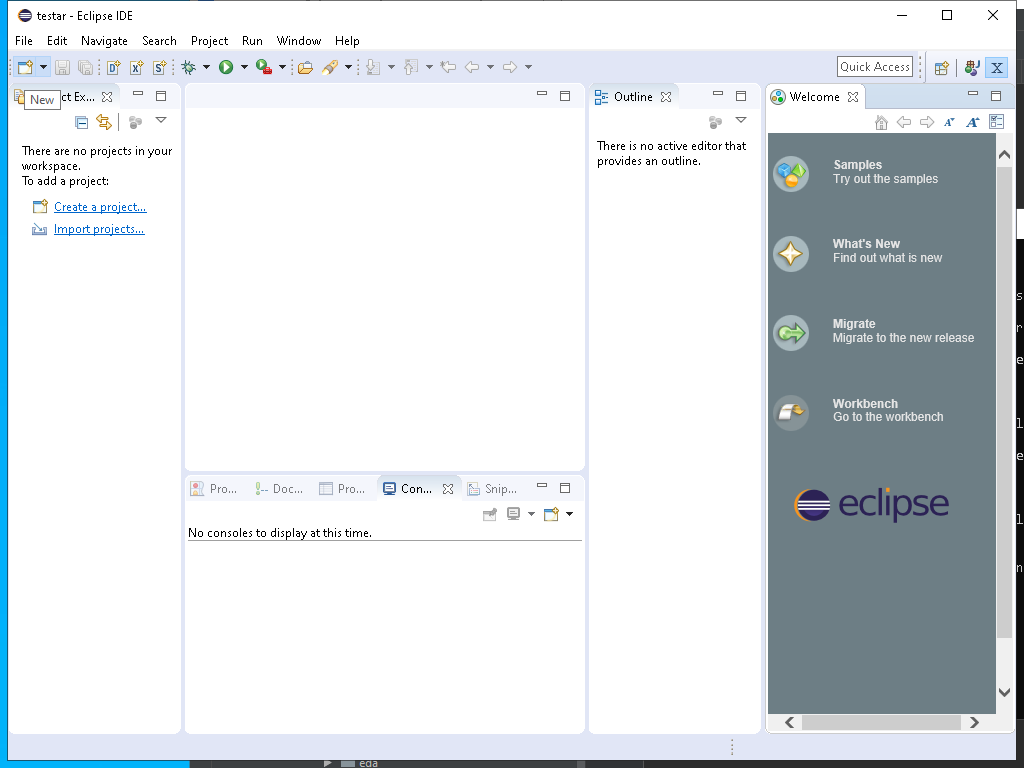 testar - Eclipse IDE
File Edit Navigate Search Project Run Window Help
Quick Access
New
ct Ex...
Outline
Welcome
There are no projects in your
workspace.
To add a project:
Create a project...
Import projects...
There is no active editor that
provides an outline.
Samples
Try out the samples
What's New
Find out what is new
Migrate
Migrate to the new release
Workbench
Go to the workbench
eclipse
Pro... Doc... Pro... Con... Snip...
No consoles to display at this time.
eda